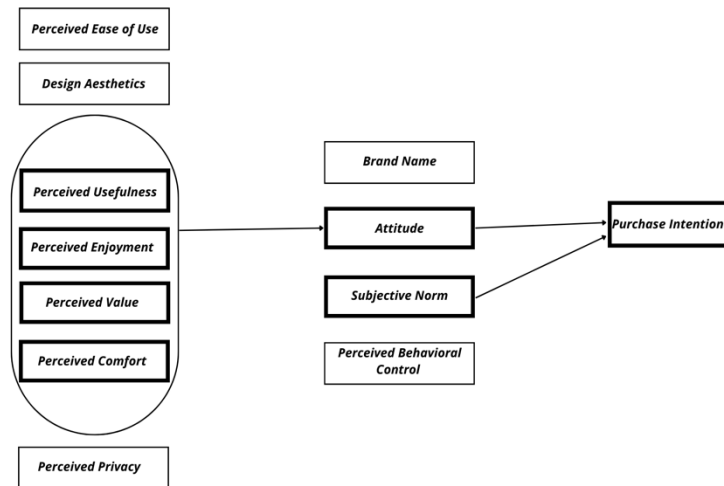 Perceived Ease of Use
Design Aesthetics
Perceived Usefulness
Perceived Enjoyment
Perceived Value
Perceived Comfort
Perceived Privacy
Brand Name
Attitude
Subjective Norm
Perceived Behavioral
Control
Purchase Intention